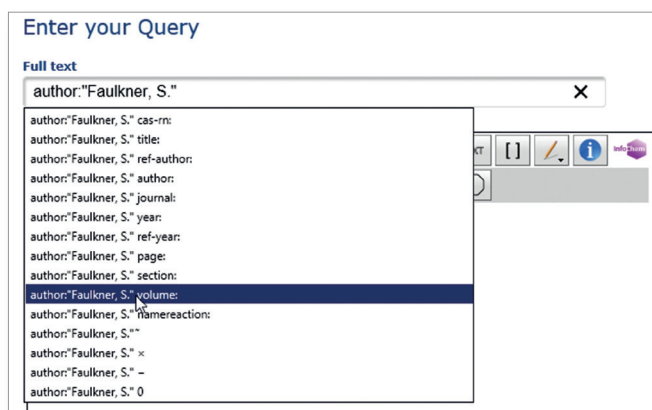 Enter your Query
Full text
author:"Faulkner, S."
author:"Faulkner, S." cas-rn:
author:"Faulkner, S." title:
author:"Faulkner, S." ref-author:
author:"Faulkner, S." author:
author:"Faulkner, S." journal:
author:"Faulkner, S." year:
author:"Faulkner, S." ref-year:
author:"Faulkner, S." page:
author:"Faulkner, S." section:
author:"Faulkner, S." volume:
author:"Faulkner, S." namereaction:
author:"Faulkner, S."~
author:"Faulkner, S." ×
author:"Faulkner, S." –
author:"Faulkner, S." 0
[ ]
InfoChem